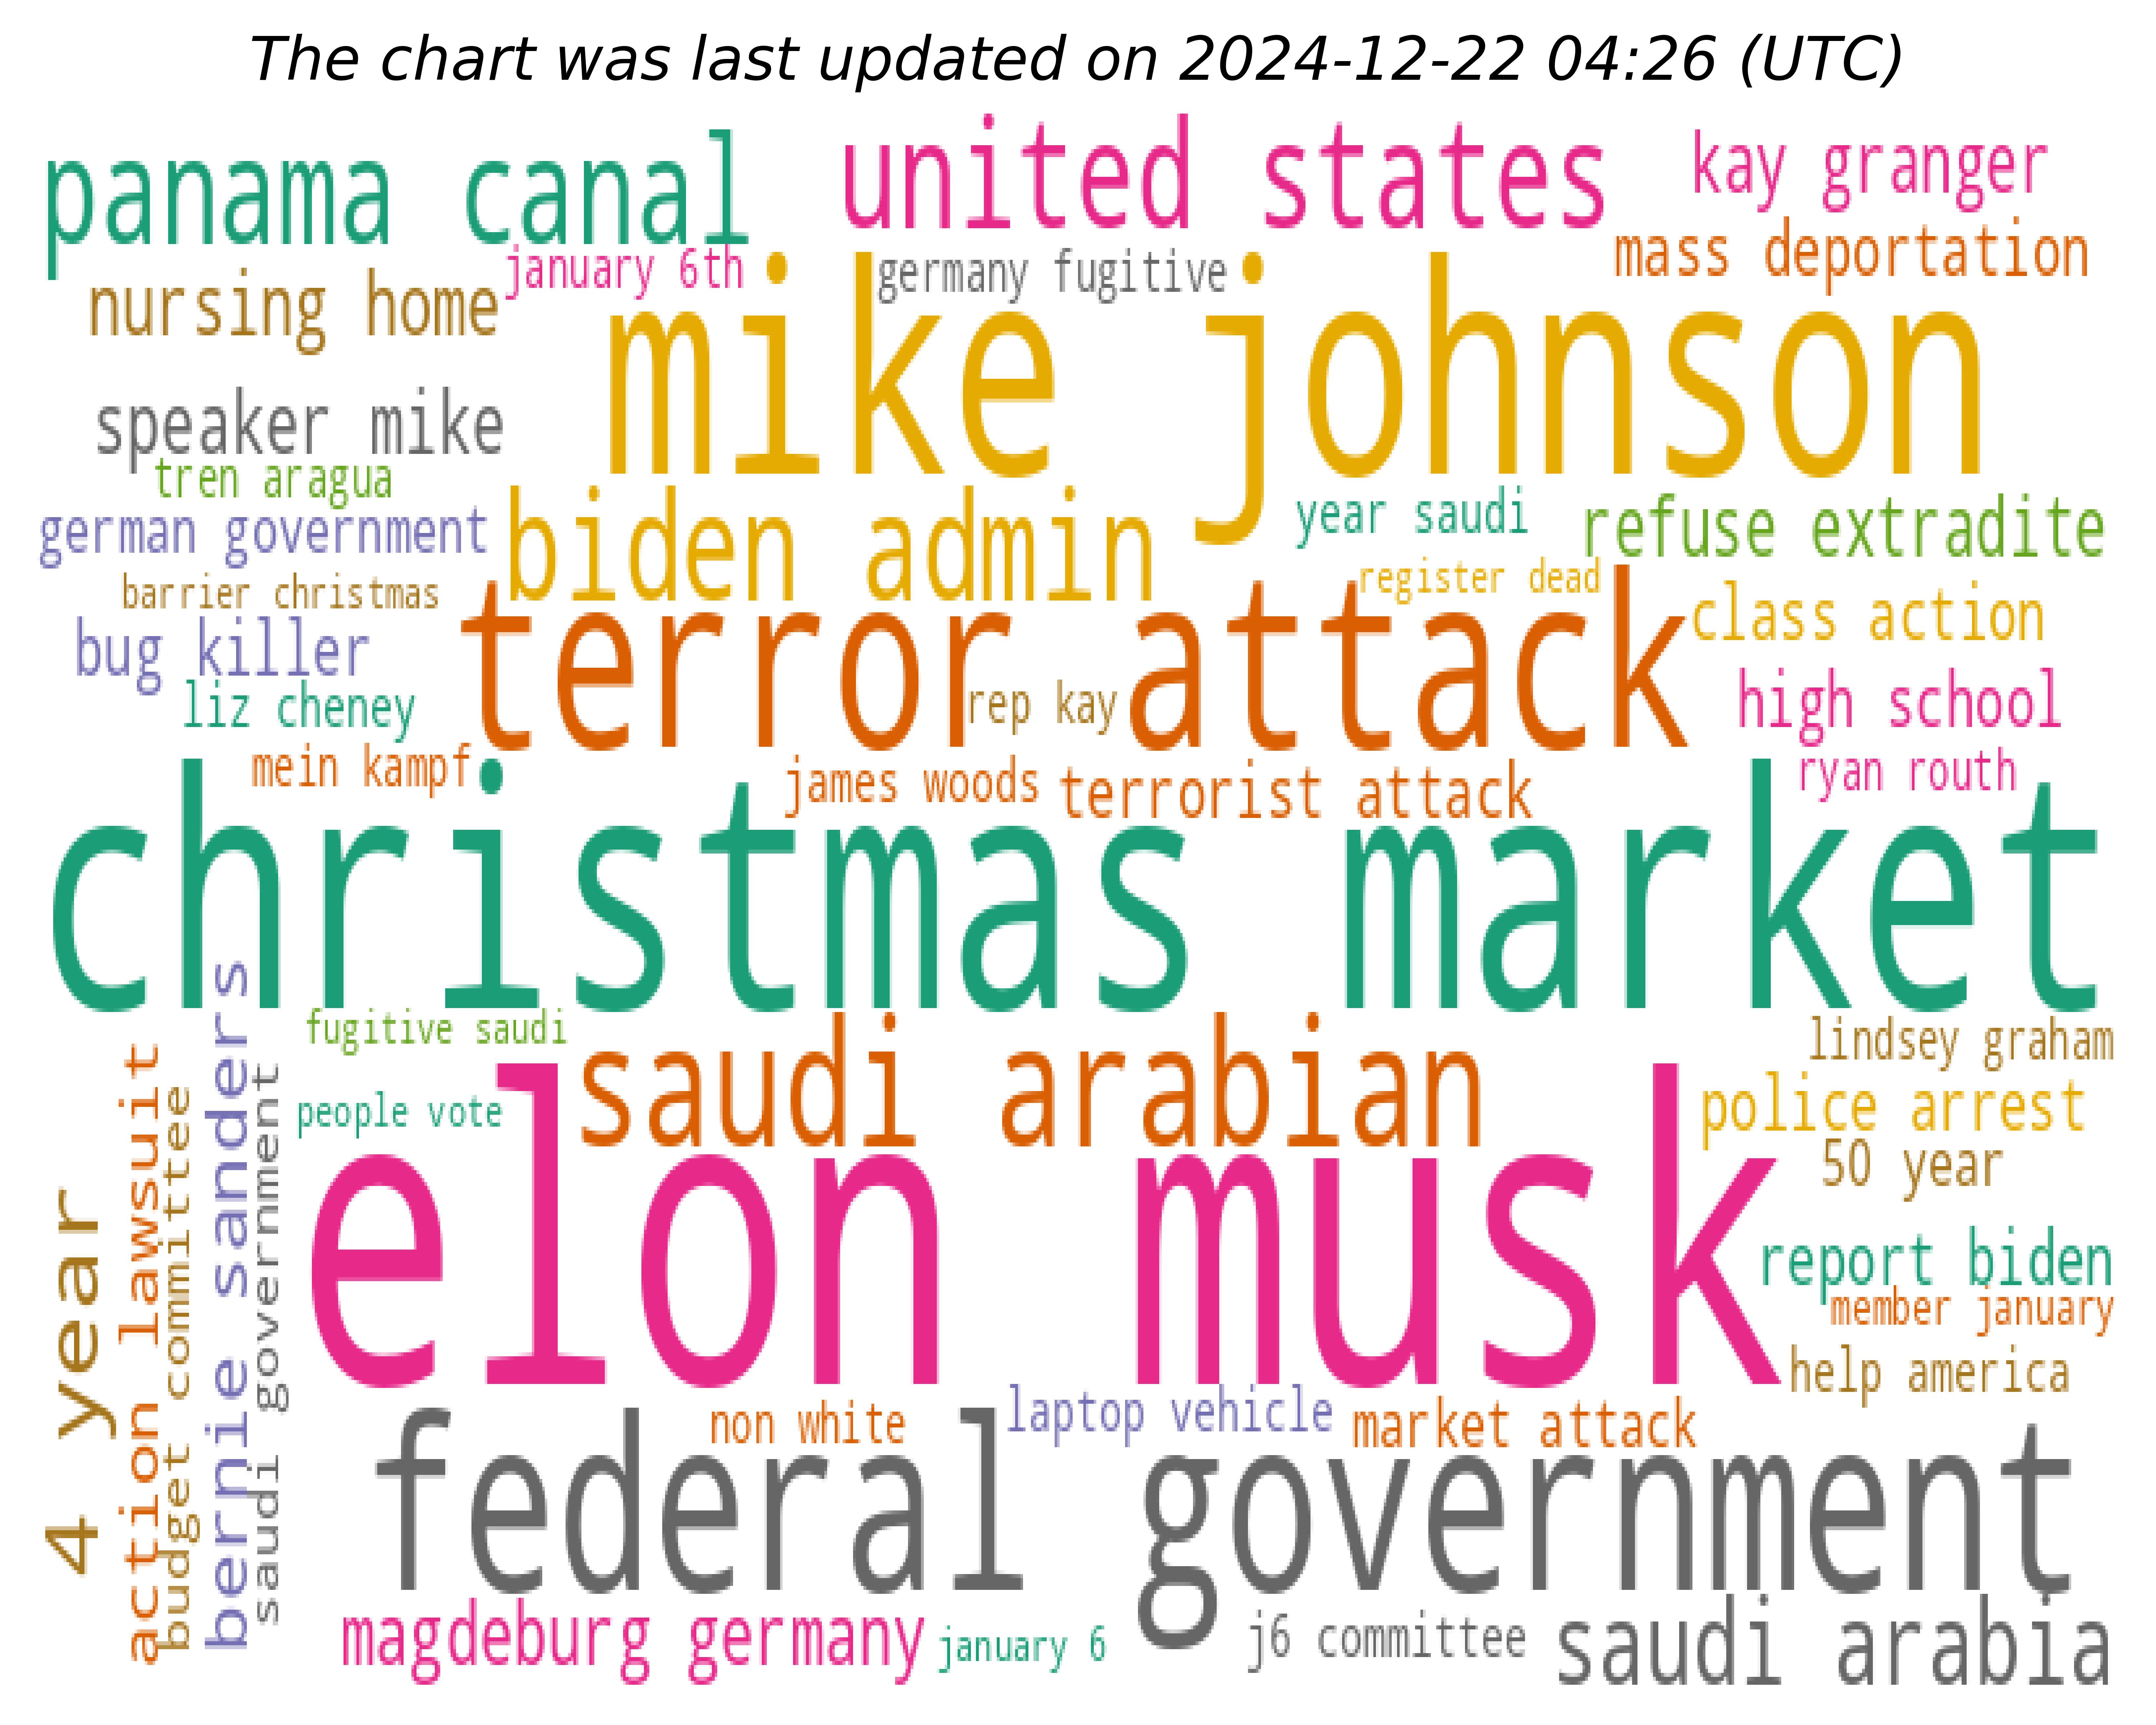 The chart was last updated on 2024-12-22 04:26 (UTC)
panama canal
united states
kay granger
mass deportation
january 6th
germany fugitive
nursing home
mike johnson
speaker mike
tren aragua
german government
biden admin
year saudi
refuse extradite
barrier christmas
register dead
class action
bug killer
terror attack
liz cheney
rep kay
high school
mein kampf
james woods
terrorist attack
ryan routh
christmas market
fugitive saudi
saudi arabian
lindsey graham
people vote
police arrest
50 year
elon musk
report biden
member january
help america
4 year
action lawsuit
budget committee
bernie sanders
saudi government
non white
laptop vehicle
market attack
federal government
magdeburg germany
january 6
j6 committee
saudi arabia